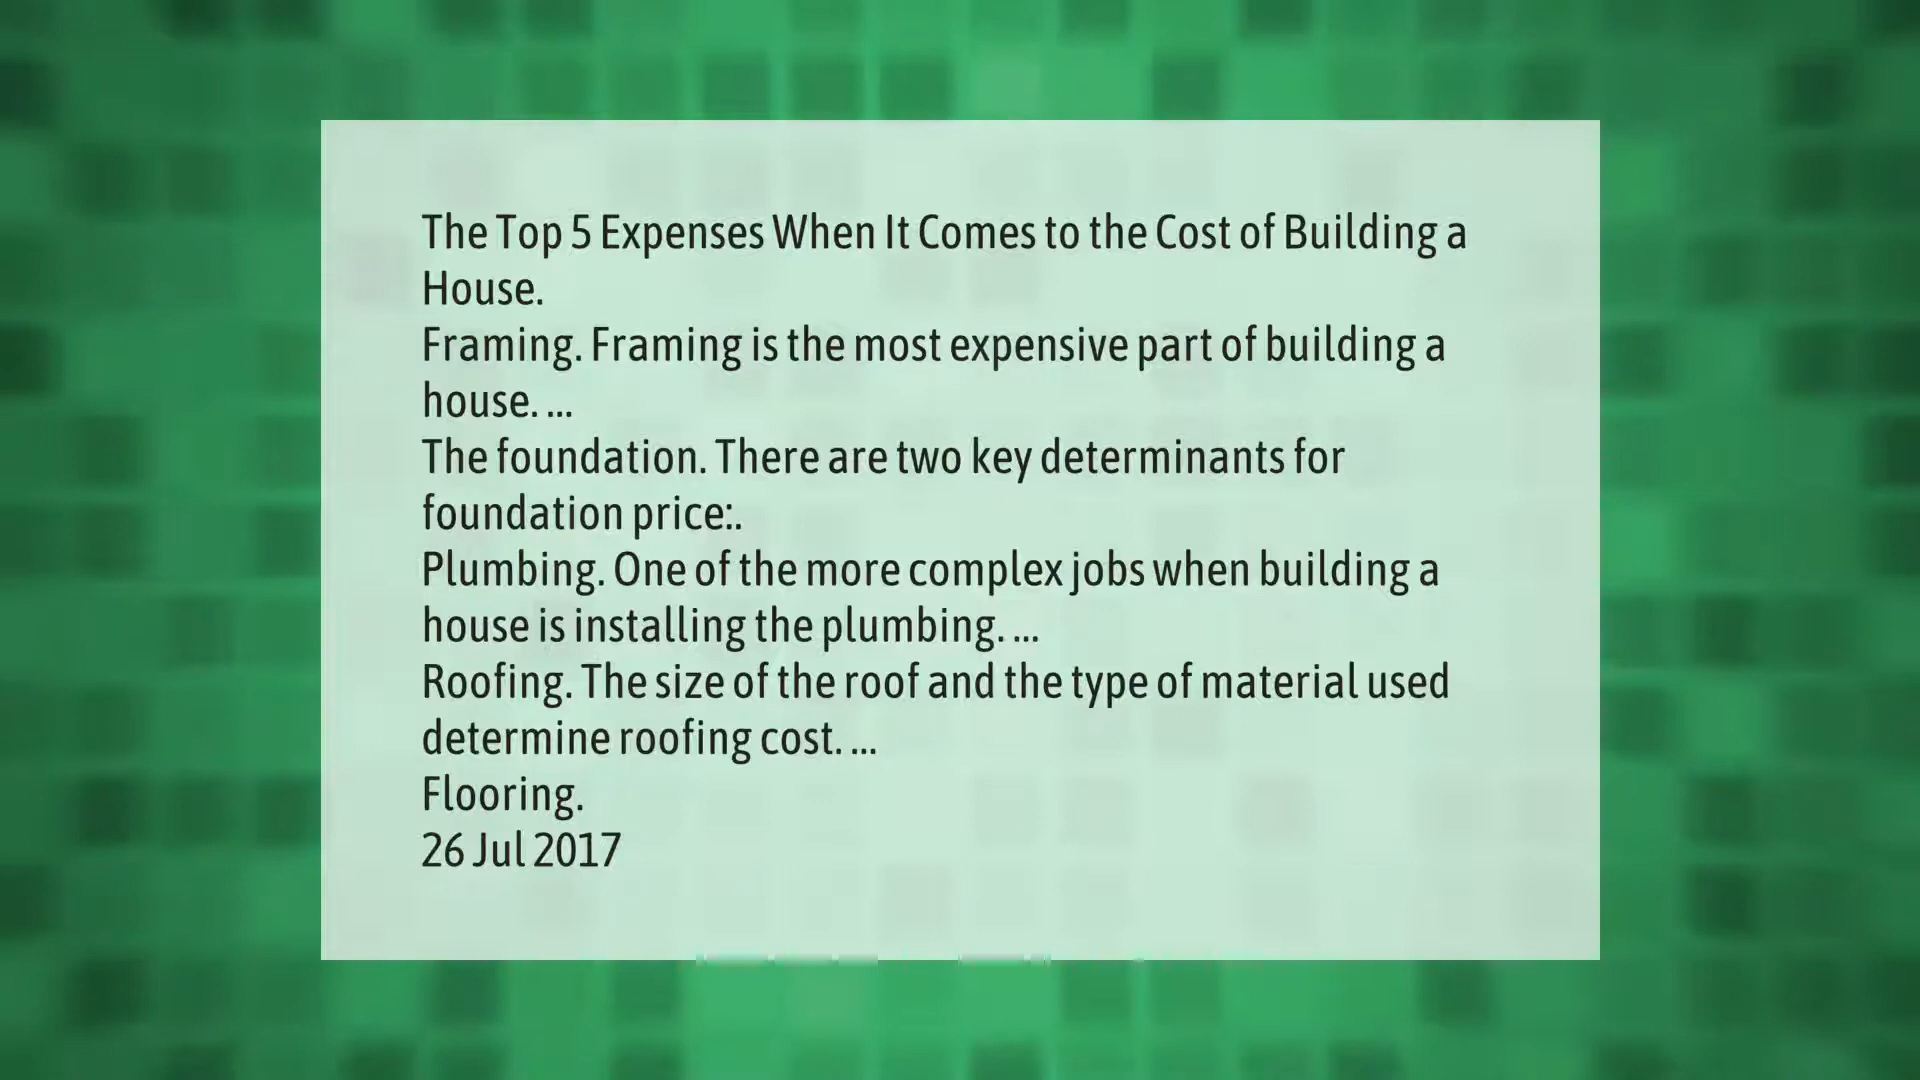 The Top 5 Expenses When It Comes to the Cost of Building a
House.
Framing. Framing is the most expensive part of building a
house. ...
The foundation. There are two key determinants for
foundation price:.
Plumbing. One of the more complex jobs when building a
house is installing the plumbing. ...
Roofing. The size of the roof and the type of material used
determine roofing cost. ...
Flooring.
26 Jul 2017